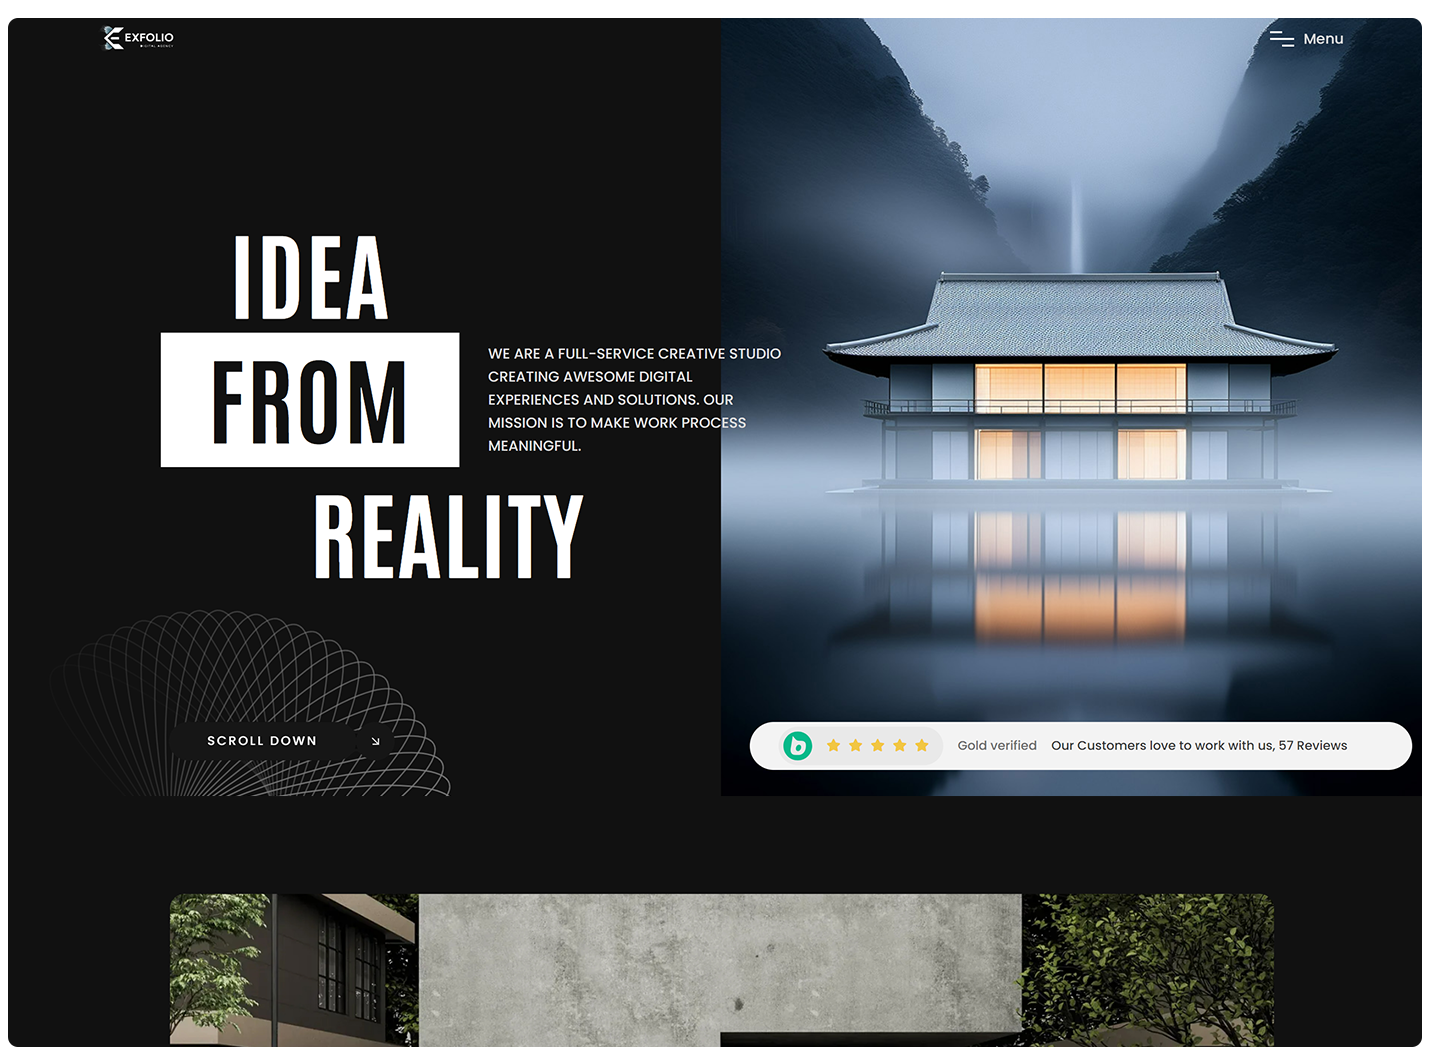 EXFOLIO
DIGITAL AGENCY
Menu
IDEA
FROM
REALITY
WE ARE A FULL-SERVICE CREATIVE STUDIO
CREATING AWESOME DIGITAL
EXPERIENCES AND SOLUTIONS. OUR
MISSION IS TO MAKE WORK PROCESS
MEANINGFUL.
SCROLL DOWN
Gold verified Our Customers love to work with us, 57 Reviews